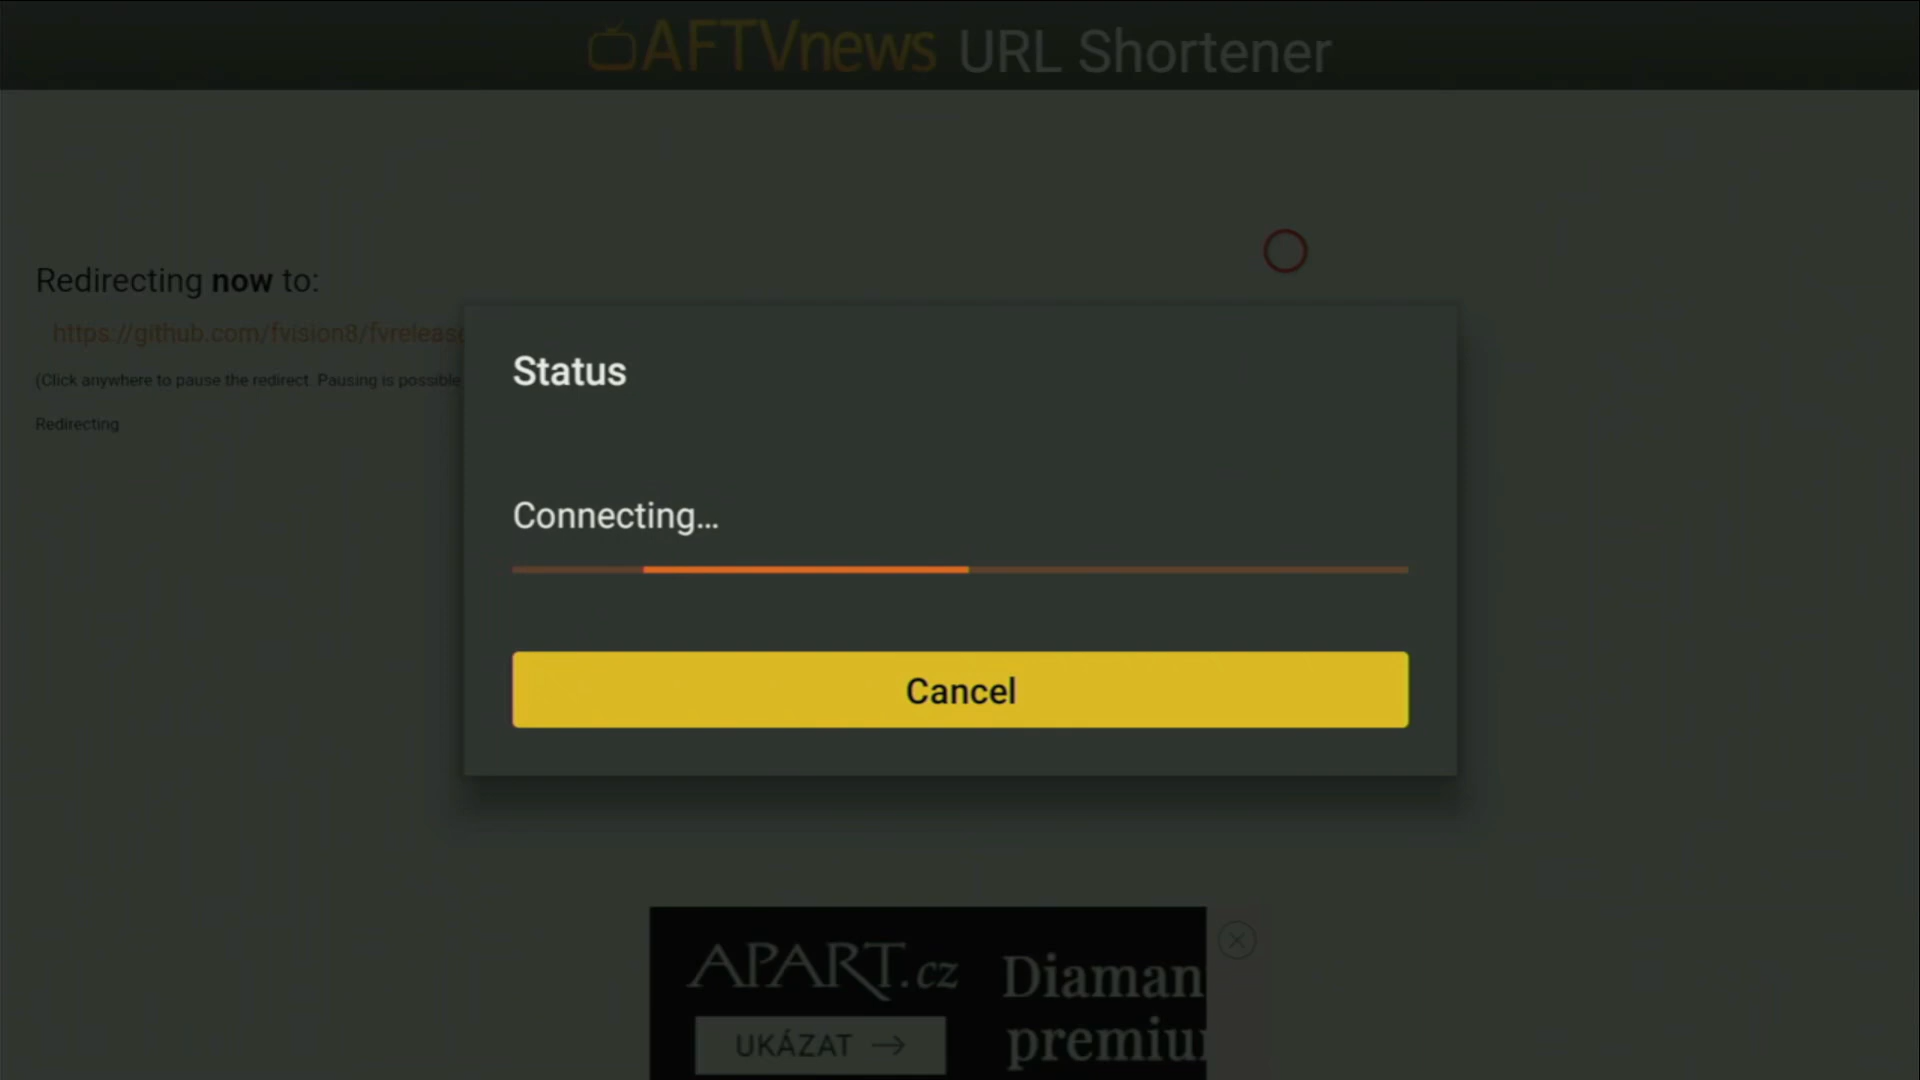 AFTVnews URL Shortener
Redirecting now to:
https://github.com/fvision8/fvreleas
(Click anywhere to pause the redirect. Pausing is possible
Redirecting
Status
Connecting...
Cancel
APART.cz
UKÁZAT →
Diaman
premiu